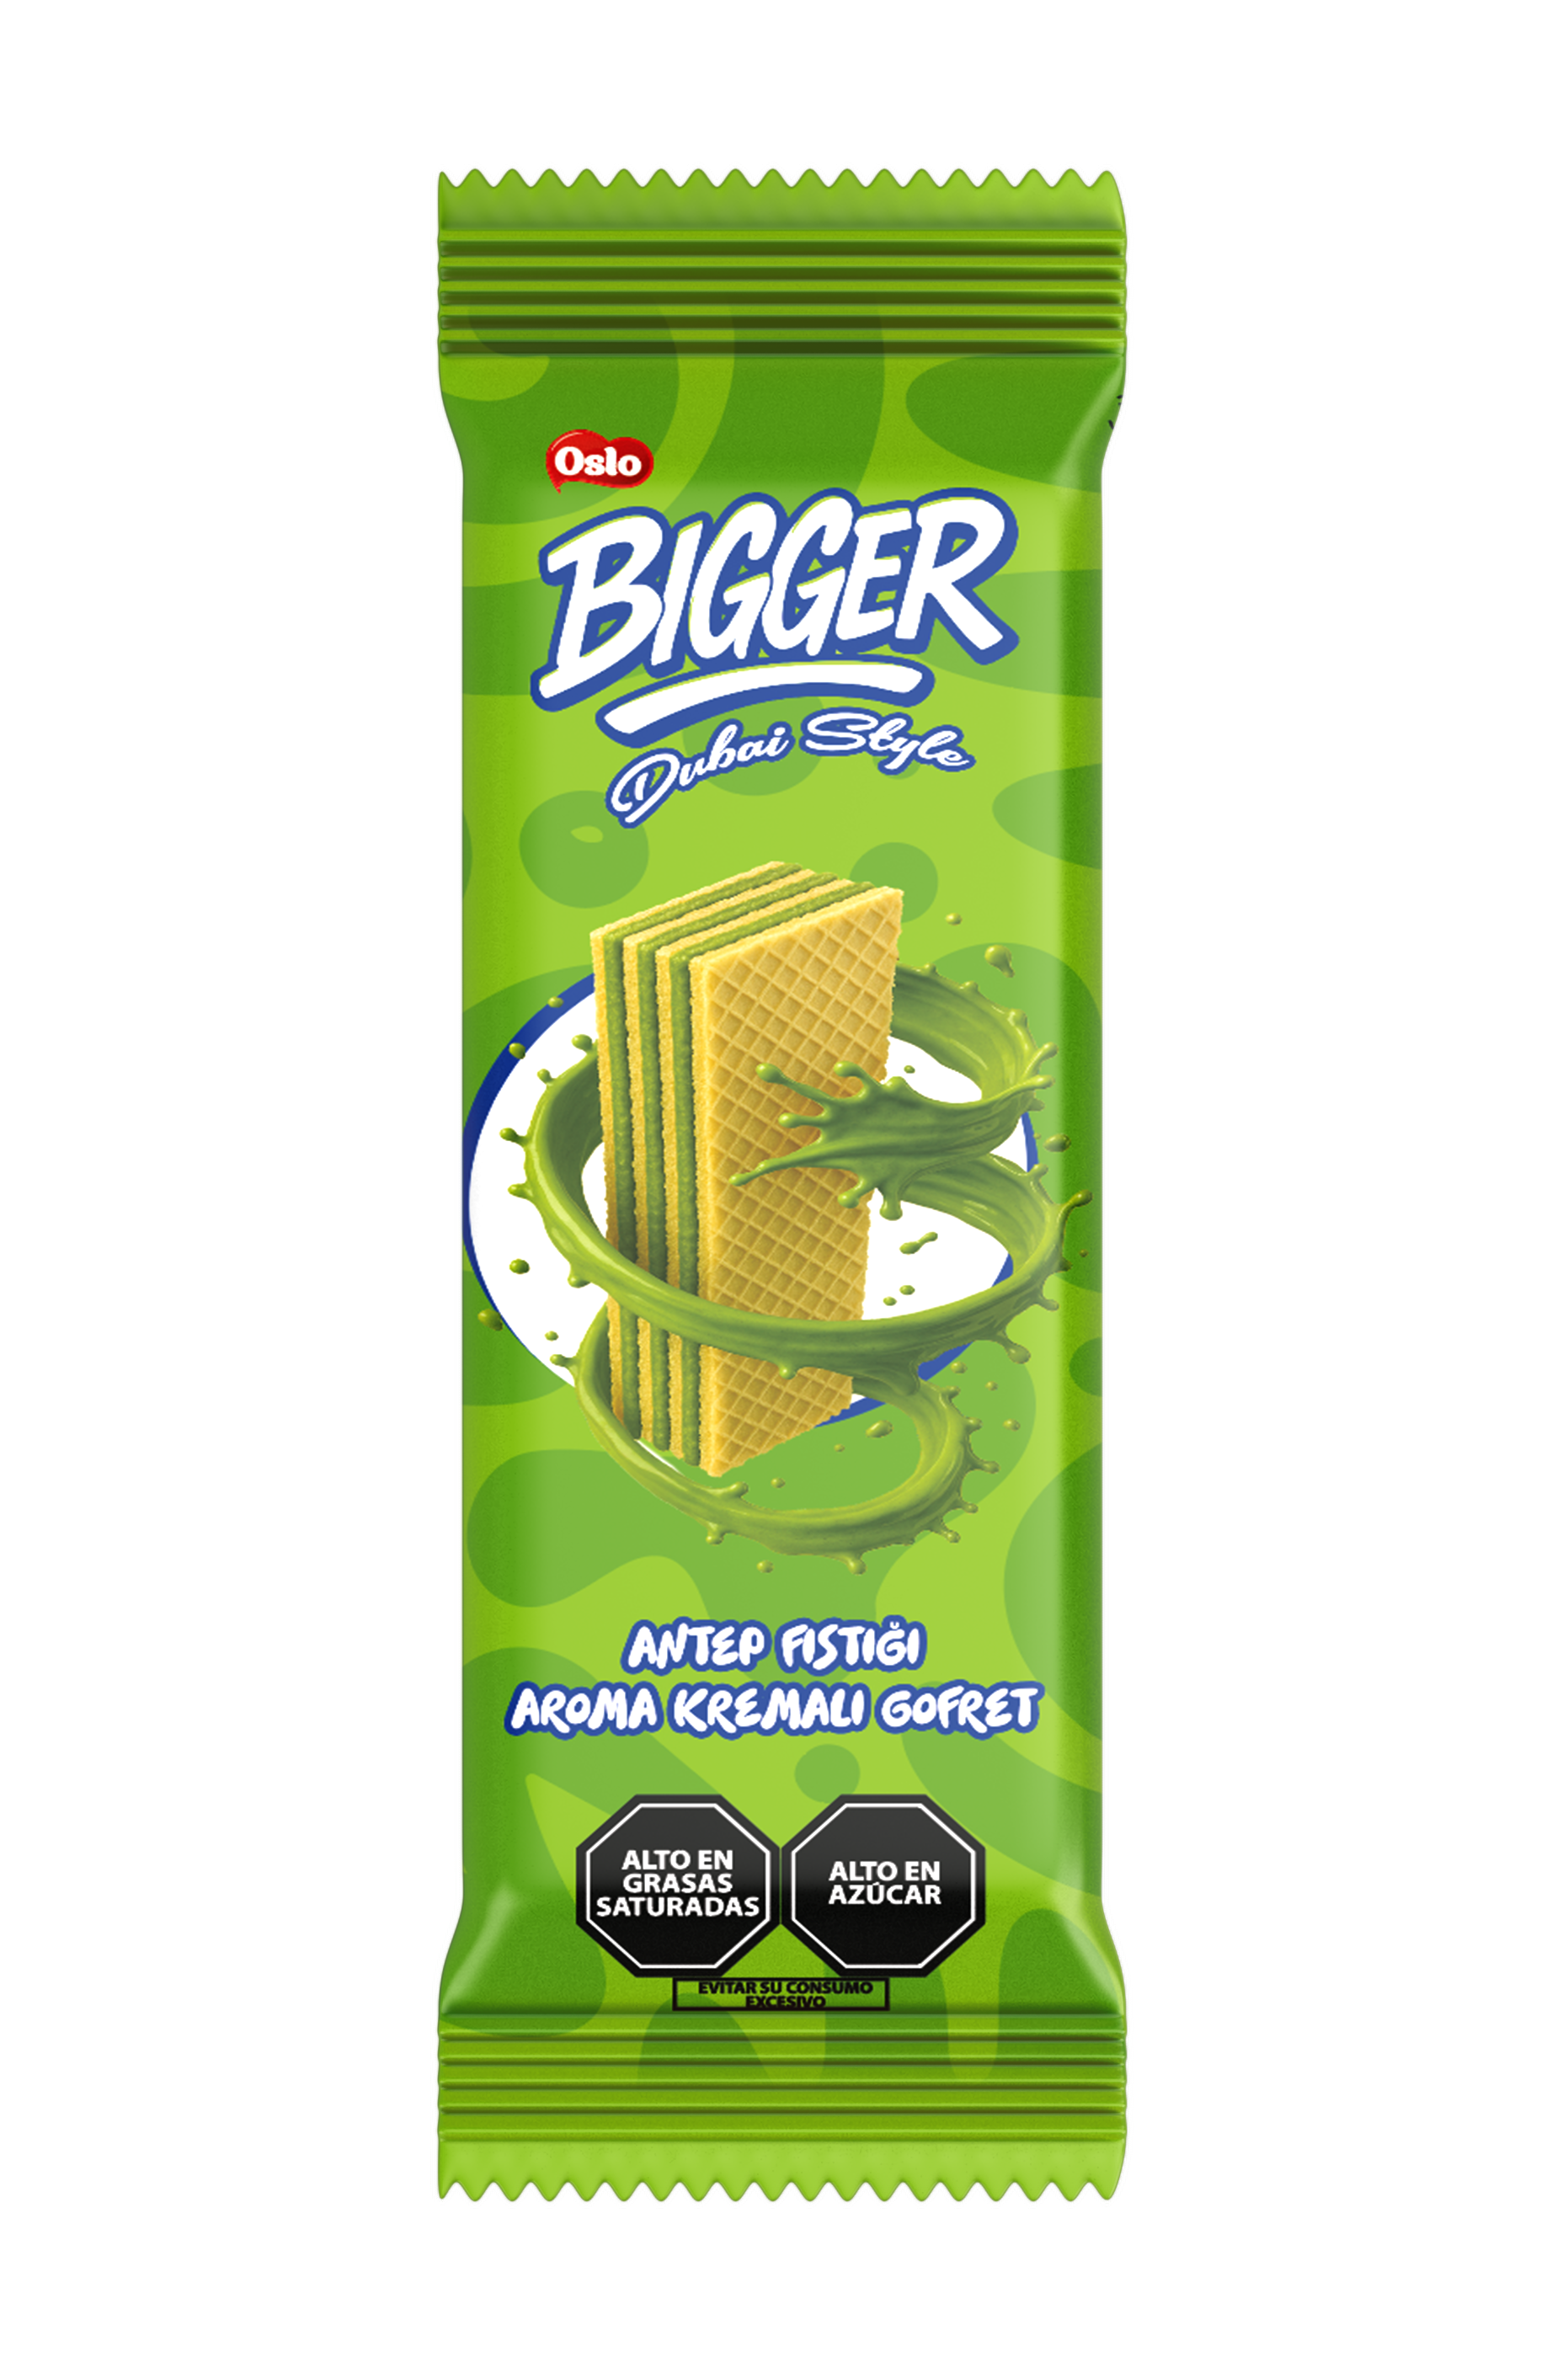 Oslo
BIGGER
Dubai Style
ANTEP FISTIĞI
AROMA KREMALI GOFRET
ALTO EN
GRASAS
SATURADAS
ALTO EN
AZÚCAR
EVITAR SU CONSUMO
EXCESIVO